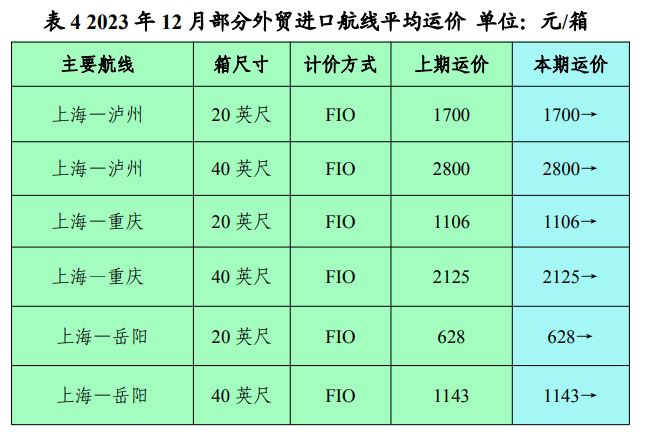 表 4 2023 年 12 月部分外贸进口航线平均运价 单位：元/箱
主要航线 箱尺寸 计价方式 上期运价 本期运价
上海—泸州 20 英尺 FIO 1700 1700→
上海—泸州 40 英尺 FIO 2800 2800→
上海—重庆 20 英尺 FIO 1106 1106→
上海—重庆 40 英尺 FIO 2125 2125→
上海—岳阳 20 英尺 FIO 628 628→
上海—岳阳 40 英尺 FIO 1143 1143→